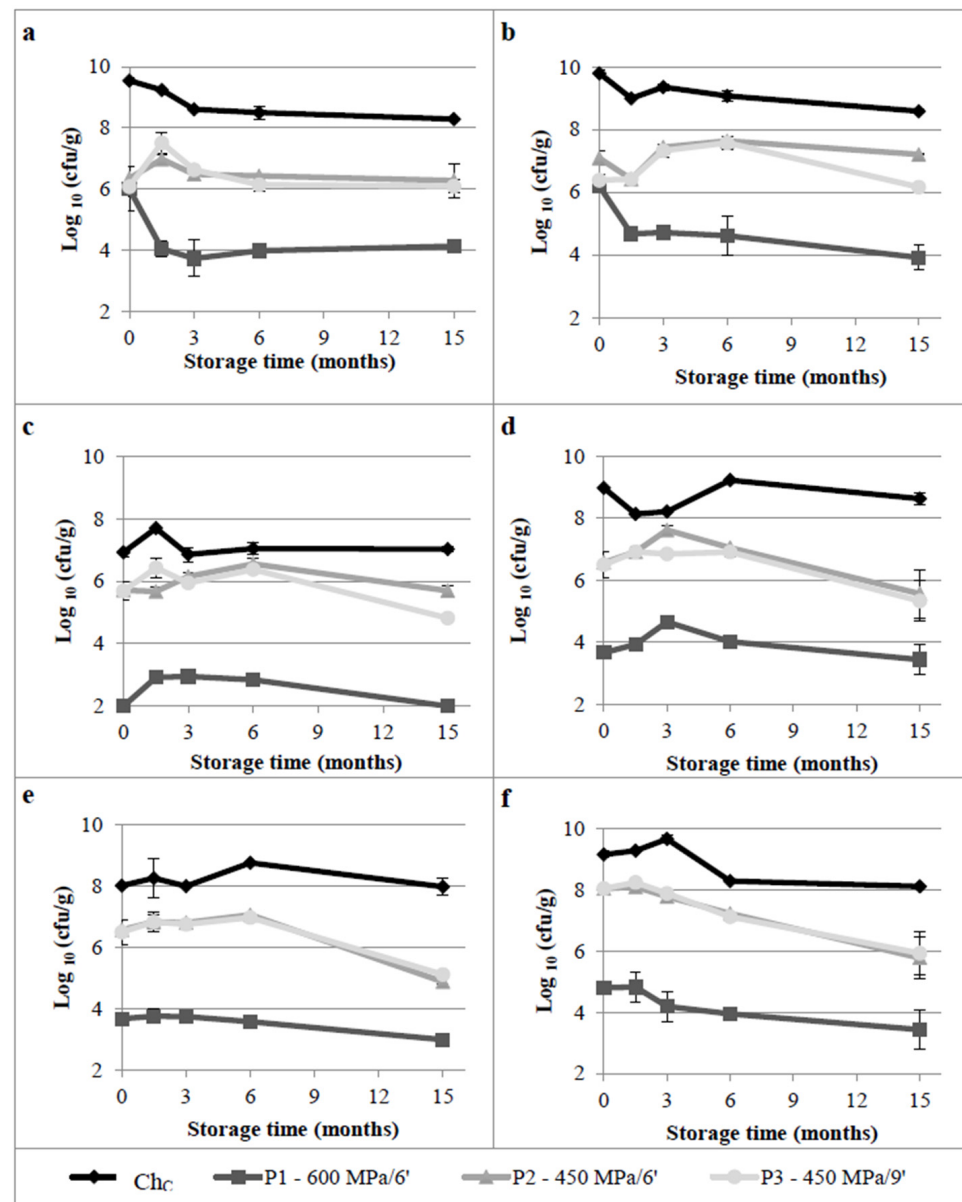 a
10
8
6
4
2
Log 10 (cfu/g)
0 3 6 9 12 15
Storage time (months)
b
10
8
6
4
2
Log 10 (cfu/g)
0 3 6 9 12 15
Storage time (months)
c
10
8
6
4
2
Log 10 (cfu/g)
0 3 6 9 12 15
Storage time (months)
d
10
8
6
4
2
Log 10 (cfu/g)
0 3 6 9 12 15
Storage time (months)
e
10
8
6
4
2
Log 10 (cfu/g)
0 3 6 9 12 15
Storage time (months)
f
10
8
6
4
2
Log 10 (cfu/g)
0 3 6 9 12 15
Storage time (months)
ChC P1 - 600 MPa/6' P2 - 450 MPa/6' P3 - 450 MPa/9'